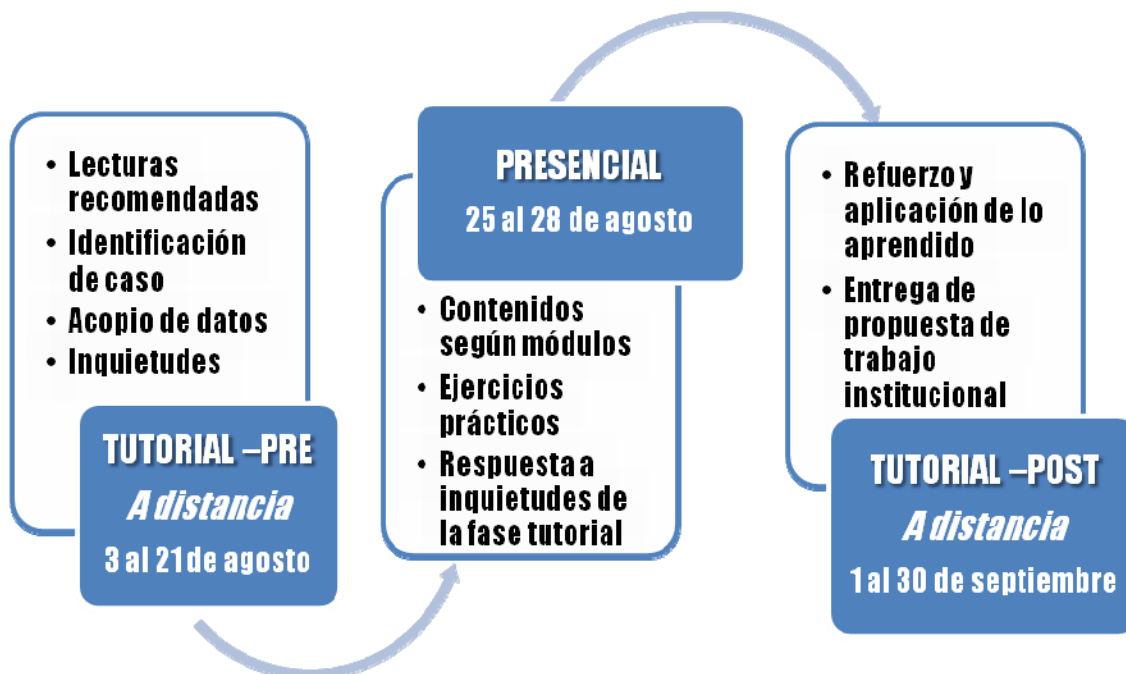 • Lecturas
recomendadas
• Identificación
de caso
• Acopio de datos
• Inquietudes
TUTORIAL –PRE
A distancia
3 al 21de agosto
PRESENCIAL
25 al 28 de agosto
• Contenidos
según módulos
• Ejercicios
prácticos
• Respuesta a
inquietudes de
la fase tutorial
• Refuerzo y
aplicación de lo
aprendido
• Entrega de
propuesta de
trabajo
institucional
TUTORIAL –POST
A distancia
1 al 30 de septiembre